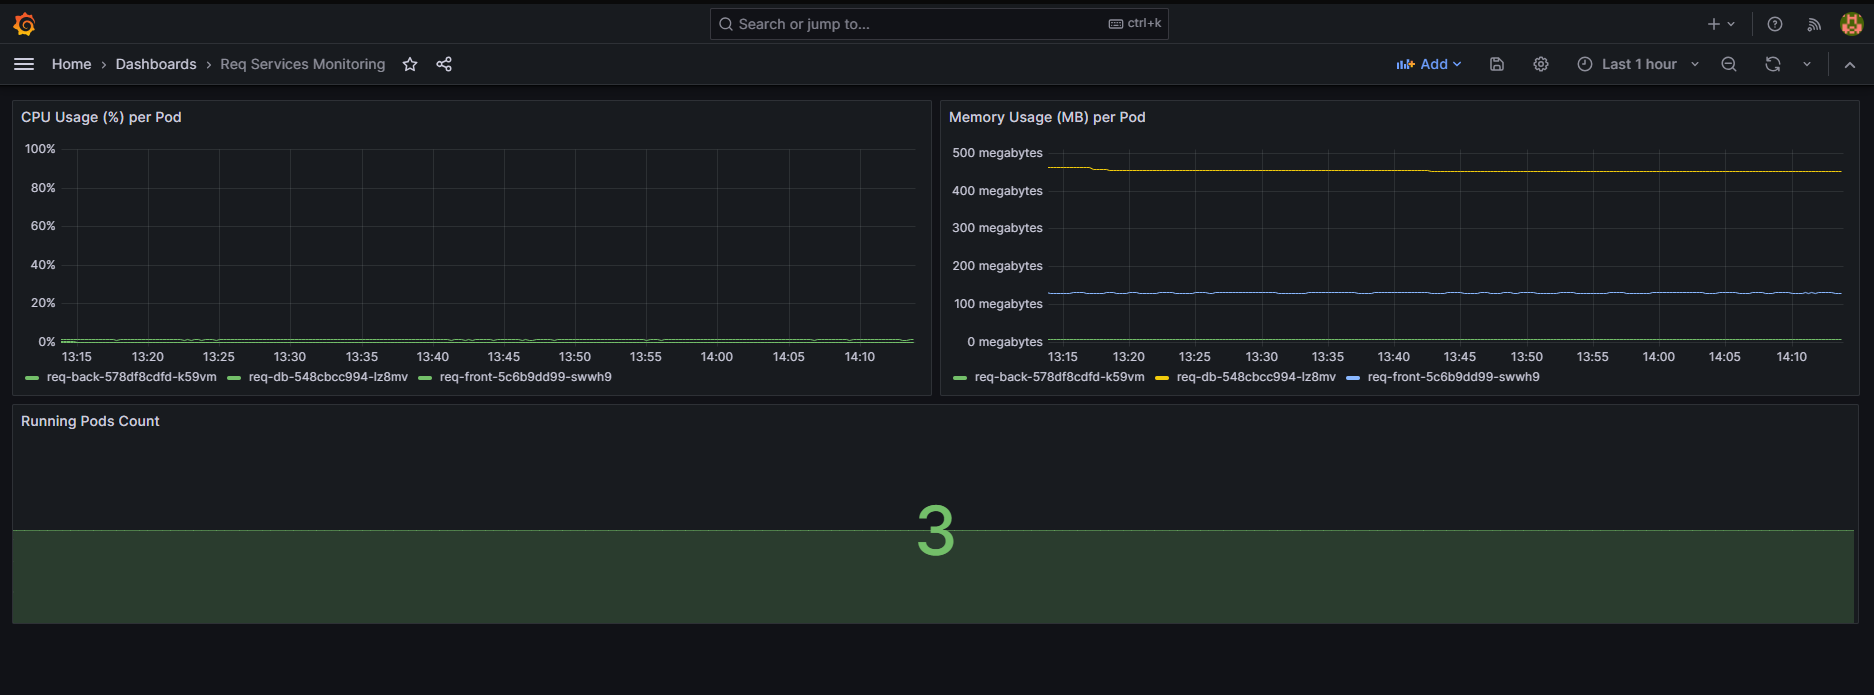 Search or jump to... ctrl+k
Home › Dashboards › Req Services Monitoring Add Last 1 hour
CPU Usage (%) per Pod
100%
80%
60%
40%
20%
0%
13:15 13:20 13:25 13:30 13:35 13:40 13:45 13:50 13:55 14:00 14:05 14:10
req-back-578df8cdfd-k59vm req-db-548cbcc994-lz8mv req-front-5c6b9dd99-swwh9
Memory Usage (MB) per Pod
500 megabytes
400 megabytes
300 megabytes
200 megabytes
100 megabytes
0 megabytes
13:15 13:20 13:25 13:30 13:35 13:40 13:45 13:50 13:55 14:00 14:05 14:10
req-back-578df8cdfd-k59vm req-db-548cbcc994-lz8mv req-front-5c6b9dd99-swwh9
Running Pods Count
3